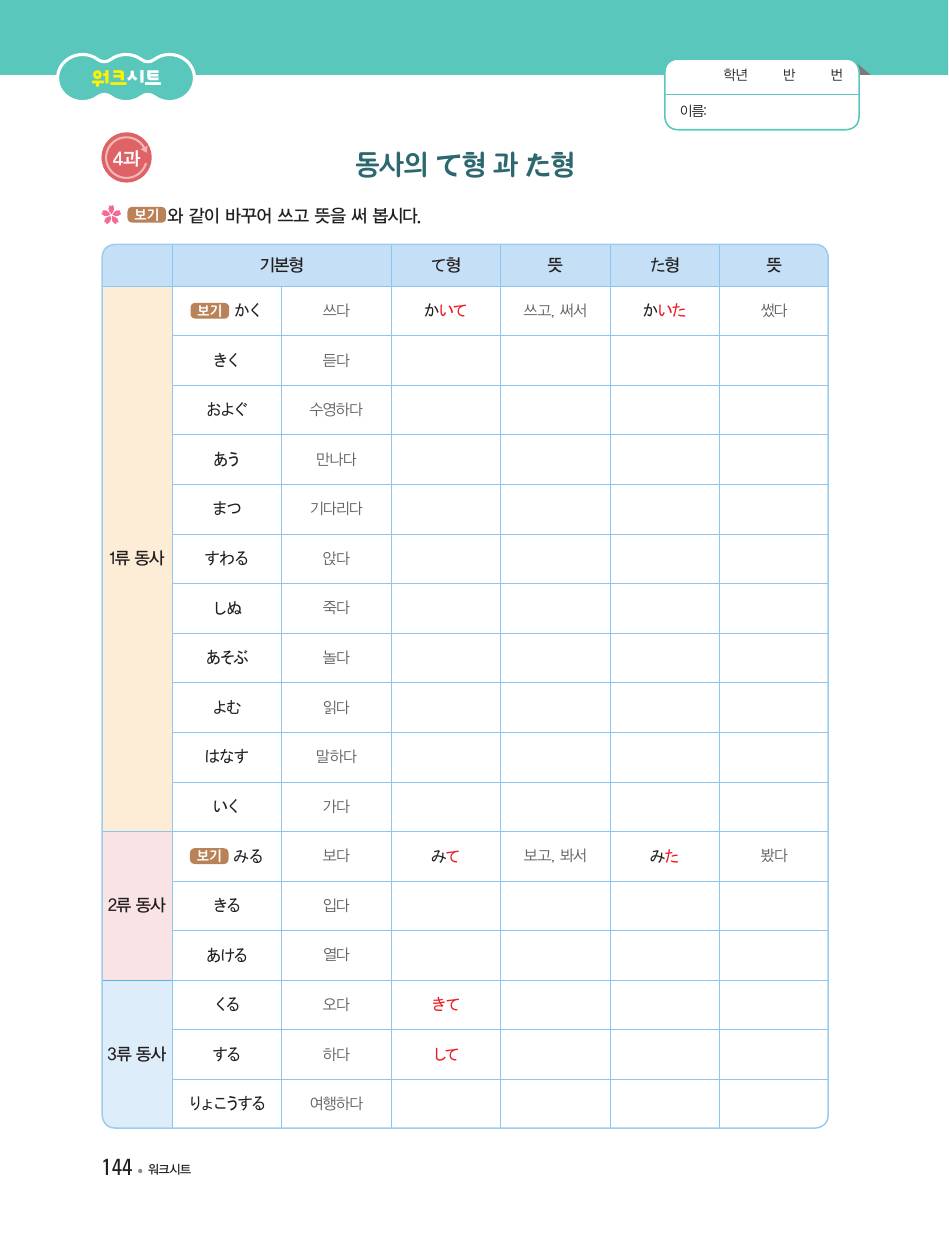 워크시트
학년 반 번
이름:
4과
동사의 て형 과 た형
보기와 같이 바꾸어 쓰고 뜻을 써 봅시다.
기본형 て형 뜻 た형 뜻
보기 かく 쓰다 かいて 쓰고, 써서 かいた 썼다
きく 듣다
およぐ 수영하다
あう 만나다
まつ 기다리다
1류 동사 すわる 앉다
しぬ 죽다
あそぶ 놀다
よむ 읽다
はなす 말하다
いく 가다
보기 みる 보다 みて 보고, 봐서 みた 봤다
2류 동사 きる 입다
あける 열다
くる 오다 きて
3류 동사 する 하다 して
りょこうする 여행하다
144 • 워크시트